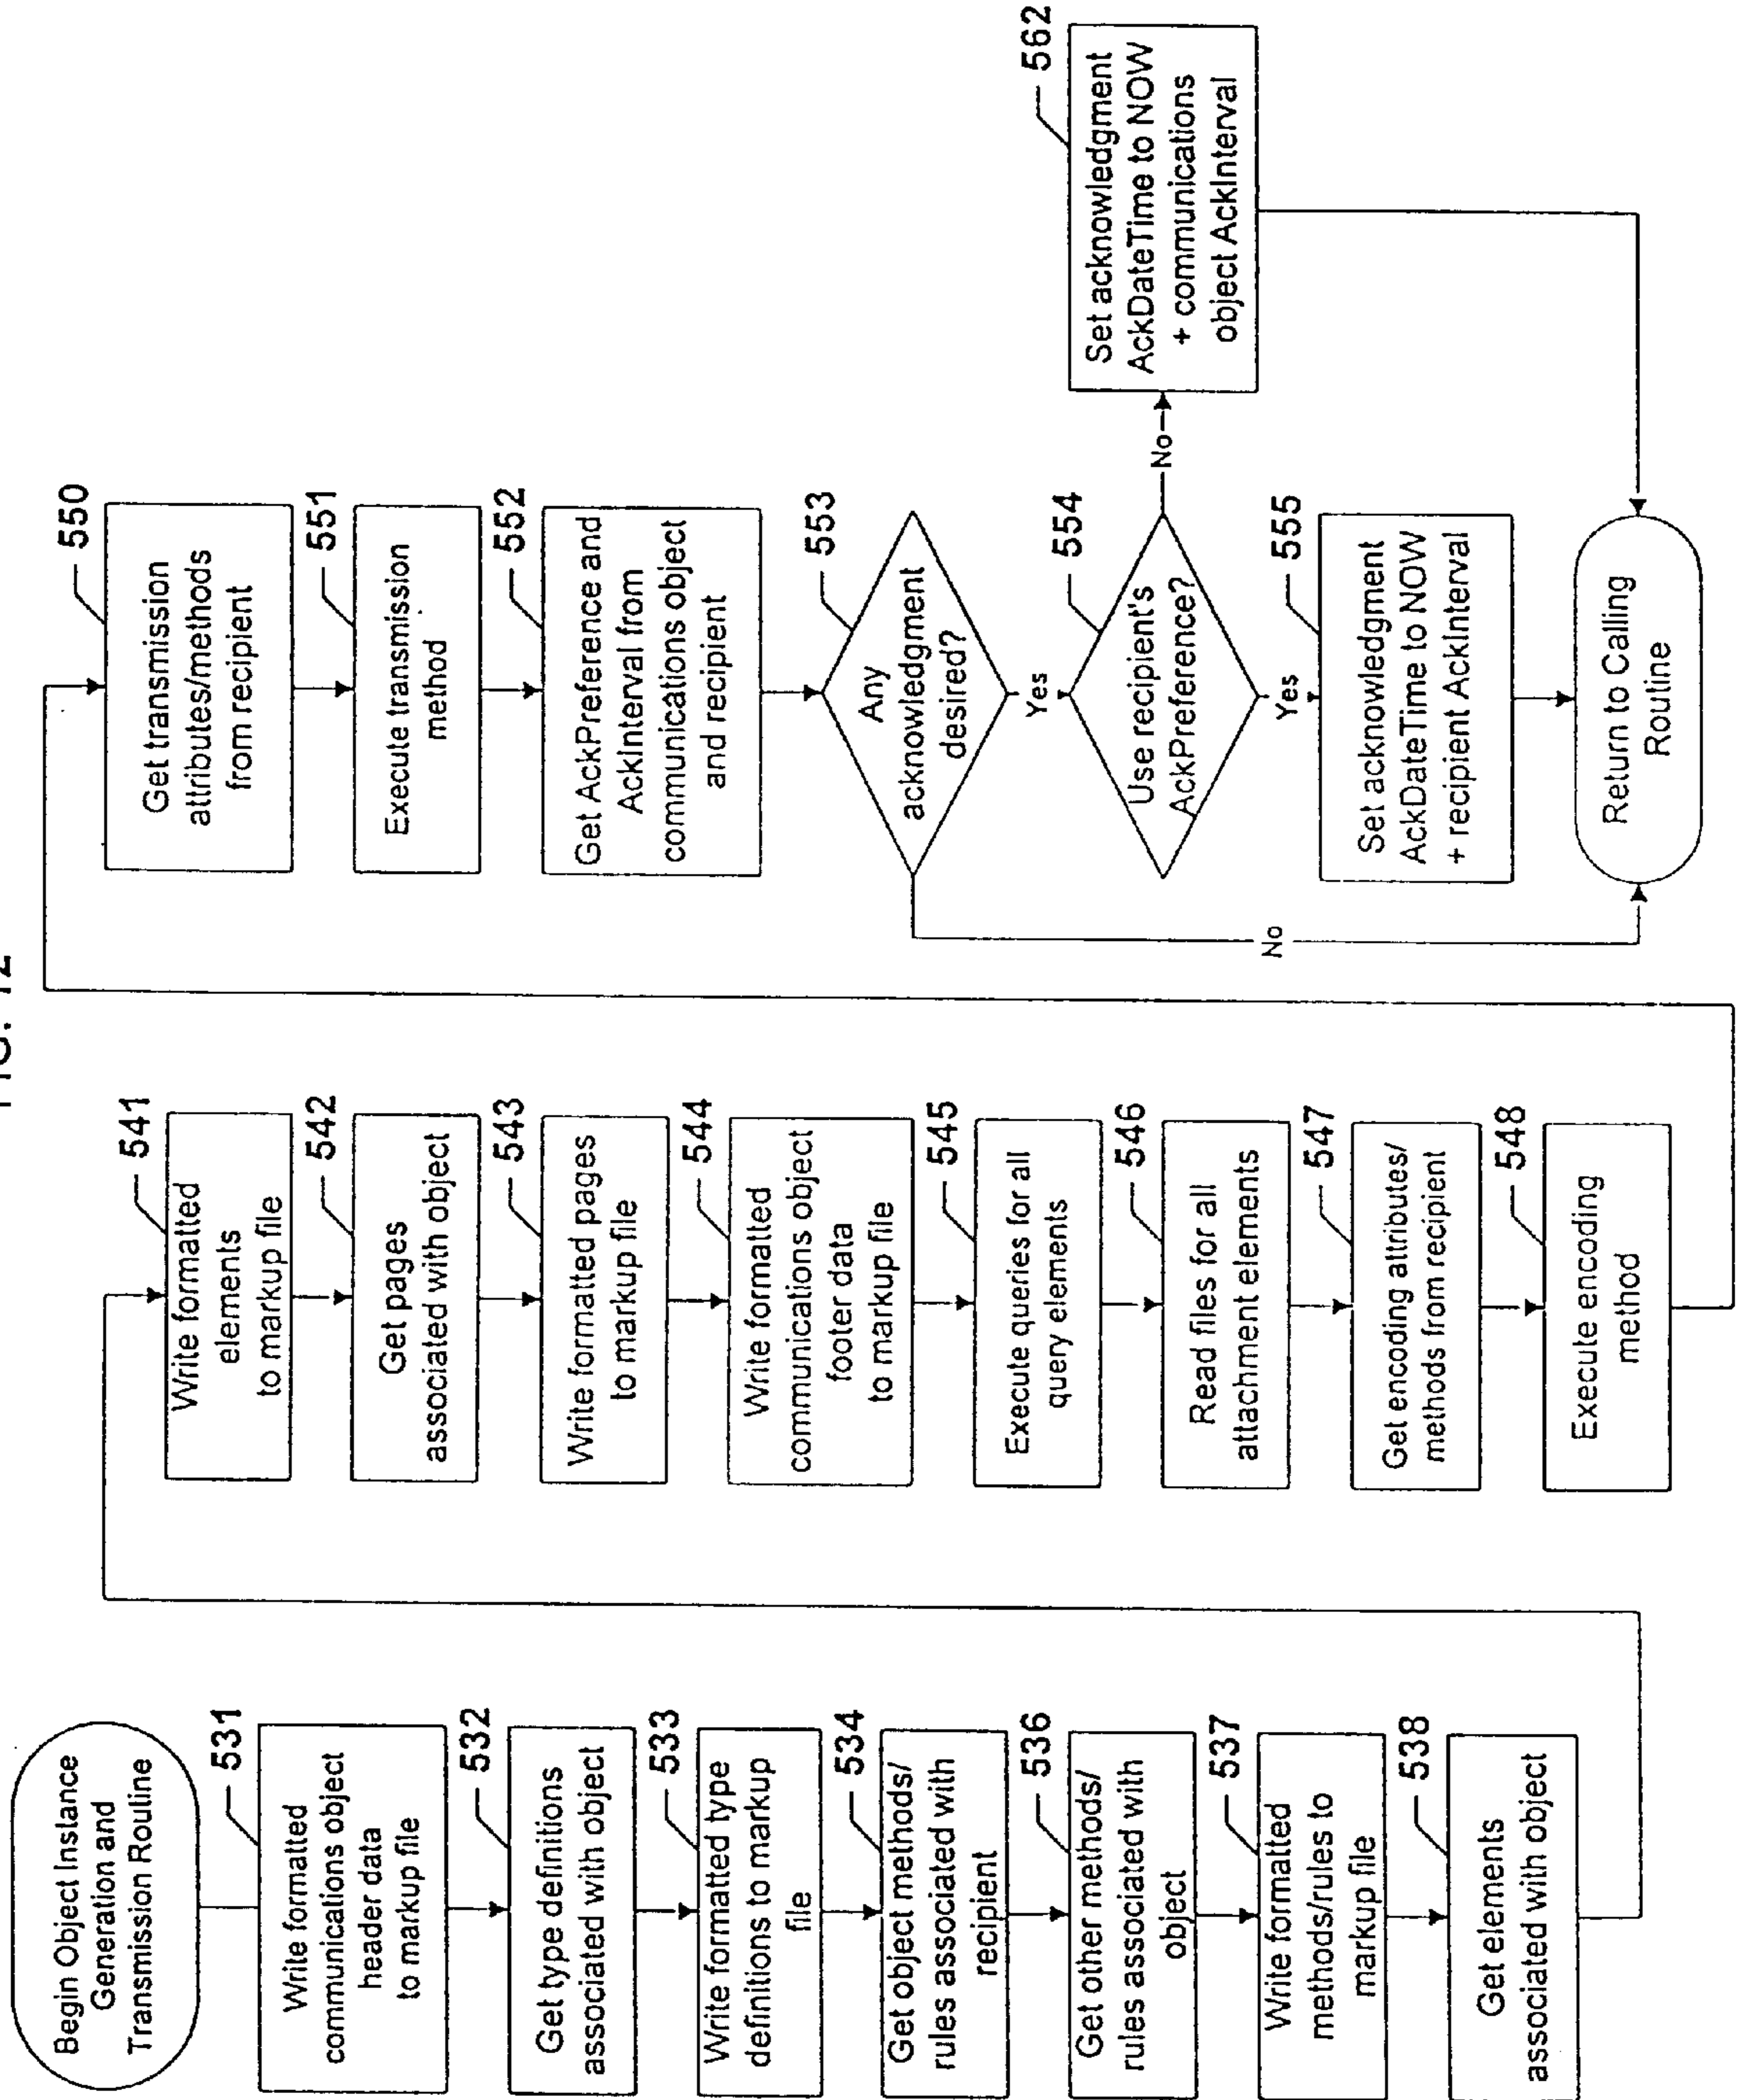 FIG. 12
Begin Object Instance
Generation and
Transmission Routine
531
Write formatted
communications object
header data
to markup file
532
Get type definitions
associated with object
533
Write formatted type
definitions to markup
file
534
Get object methods/
rules associated with
recipient
536
Get other methods/
rules associated with
object
537
Write formatted
methods/rules to
markup file
538
Get elements
associated with object
541
Write formatted
elements
to markup file
542
Get pages
associated with object
543
Write formatted pages
to markup file
544
Write formatted
communications object
footer data
to markup file
545
Execute queries for all
query elements
546
Read files for all
attachment elements
547
Get encoding attributes/
methods from recipient
548
Execute encoding
method
550
Get transmission
attributes/methods
from recipient
551
Execute transmission
method
552
Get AckPreference and
AckInterval from
communications object
and recipient
553
Any
acknowledgment
desired?
Yes
No
554
Use recipient's
AckPreference?
Yes
No
555
Set acknowledgment
AckDateTime to NOW
+ recipient AckInterval
562
Set acknowledgment
AckDateTime to NOW
+ communications
object AckInterval
Return to Calling
Routine